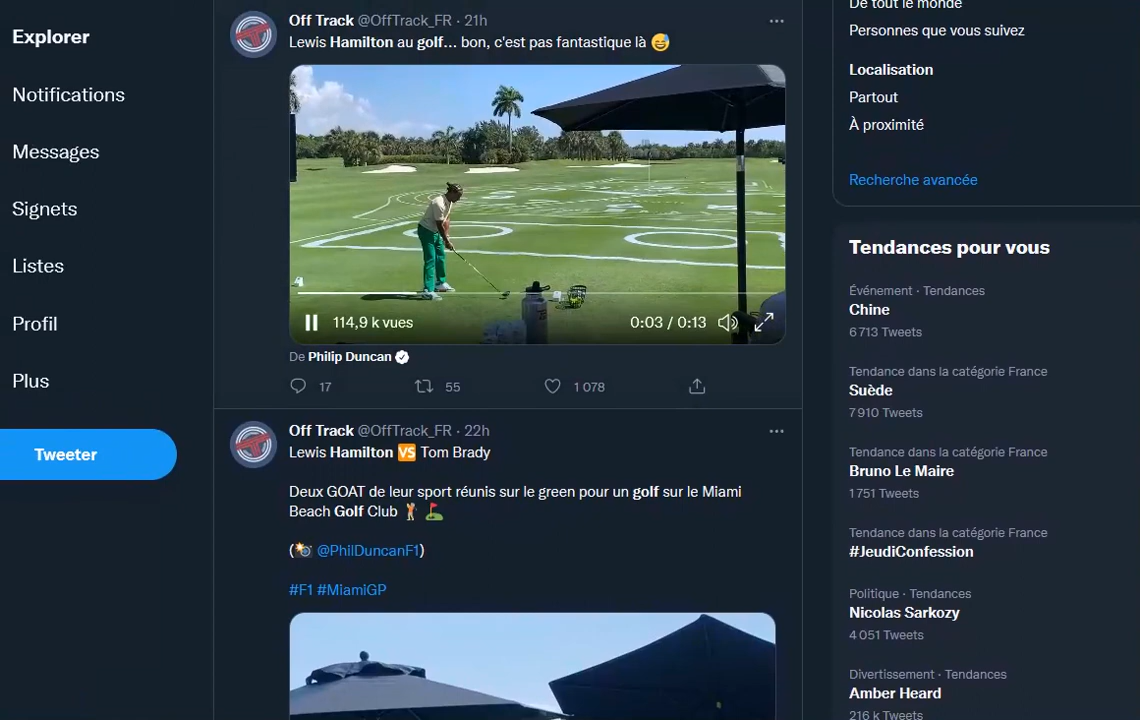 Explorer
Notifications
Messages
Signets
Listes
Profil
Plus
Tweeter
Off Track @OffTrack_FR · 21h
Lewis Hamilton au golf... bon, c'est pas fantastique là 😅
114,9 k vues
0:03 / 0:13
De Philip Duncan
17
55
1 078
Off Track @OffTrack_FR · 22h
Lewis Hamilton 🆚 Tom Brady
Deux GOAT de leur sport réunis sur le green pour un golf sur le Miami
Beach Golf Club 🏌️ ⛳
(📸 @PhilDuncanF1)
#F1 #MiamiGP
De tout le monde
Personnes que vous suivez
Localisation
Partout
À proximité
Recherche avancée
Tendances pour vous
Événement · Tendances
Chine
6 713 Tweets
Tendance dans la catégorie France
Suède
7 910 Tweets
Tendance dans la catégorie France
Bruno Le Maire
1 751 Tweets
Tendance dans la catégorie France
#JeudiConfession
Politique · Tendances
Nicolas Sarkozy
4 051 Tweets
Divertissement · Tendances
Amber Heard
216 k Tweets